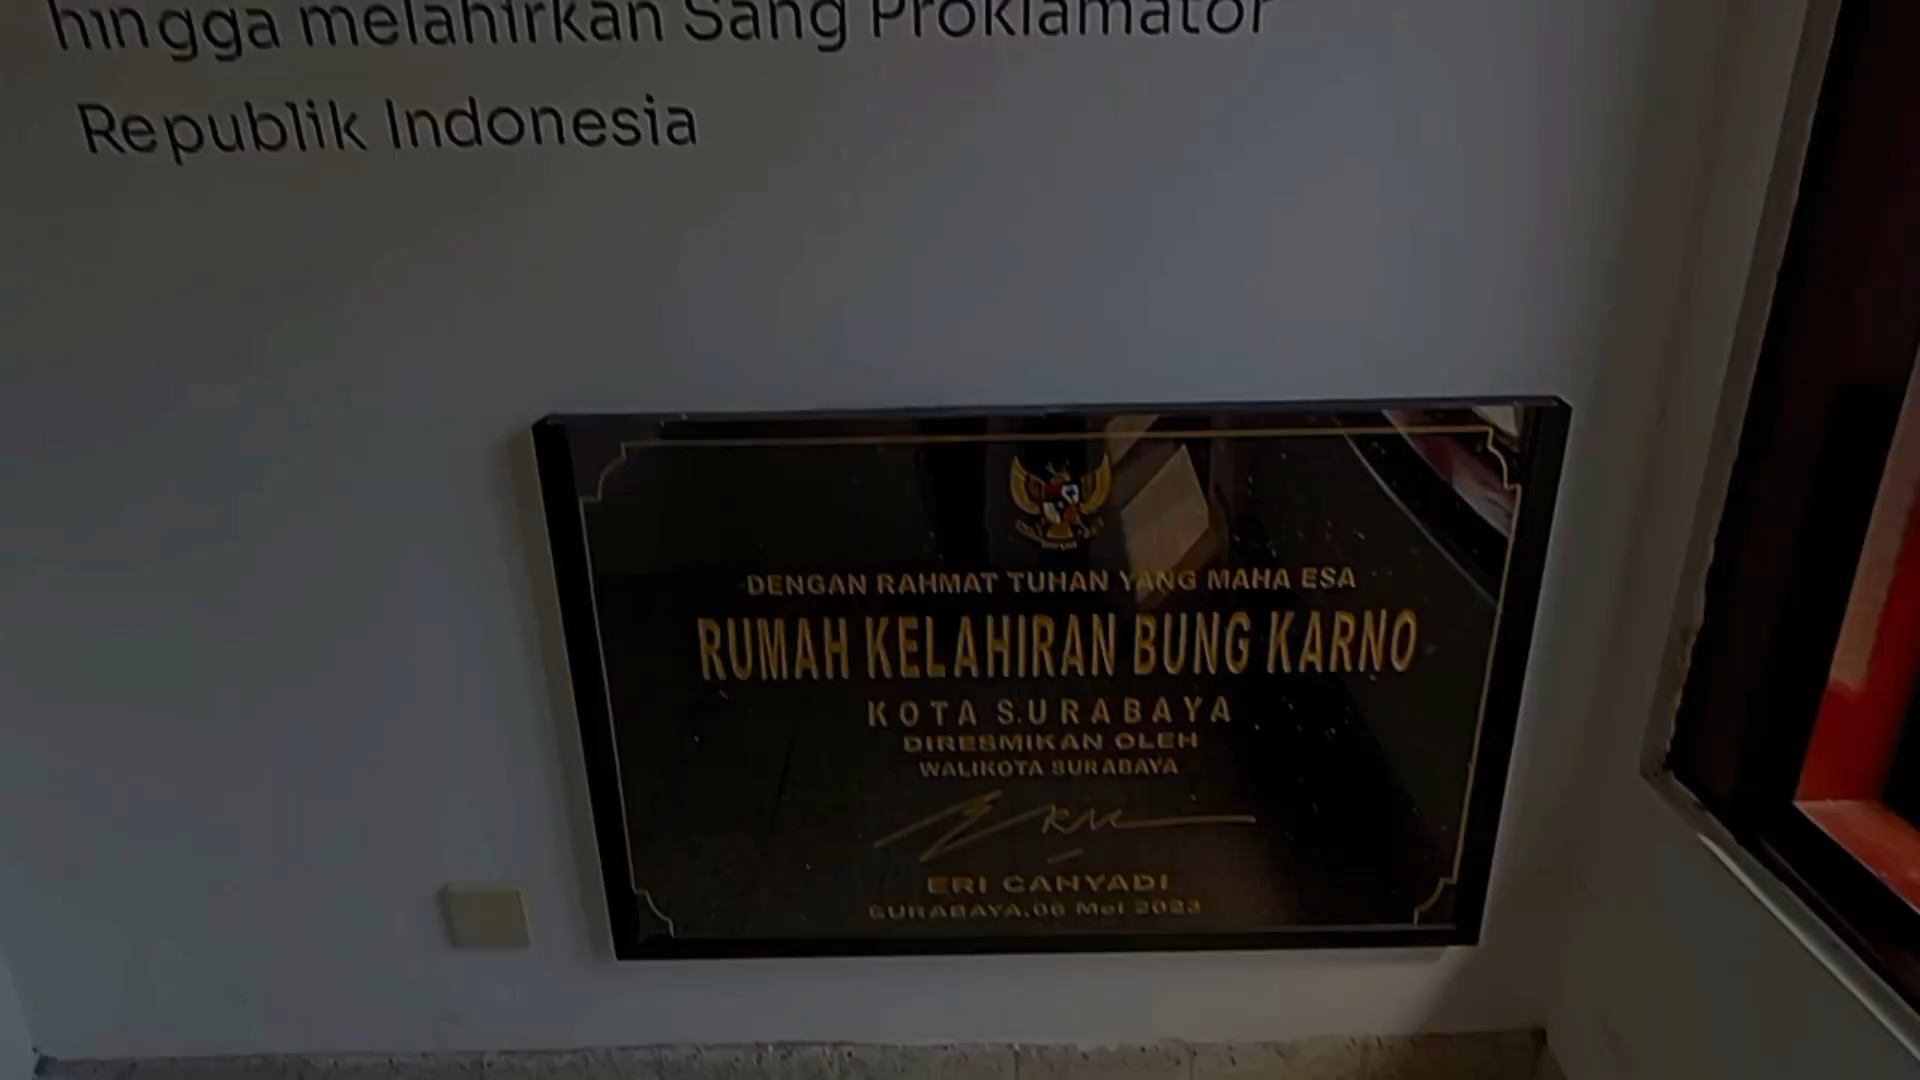 hingga melahirkan Sang Proklamator
Republik Indonesia
DENGAN RAHMAT TUHAN YANG MAHA ESA
RUMAH KELAHIRAN BUNG KARNO
KOTA SURABAYA
DIRESMIKAN OLEH
WALIKOTA SURABAYA
ERI CAHYADI
SURABAYA, 06 Mei 2023